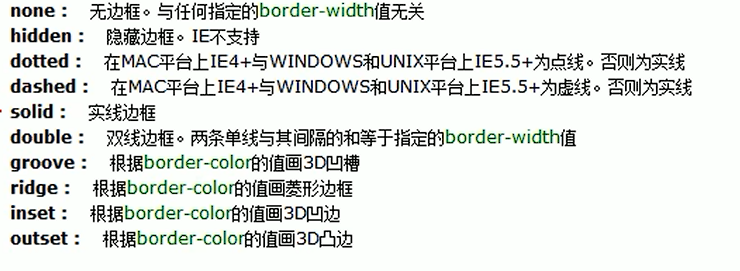 none： 无边框。与任何指定的border-width值无关
hidden： 隐藏边框。IE不支持
dotted： 在MAC平台上IE4+与WINDOWS和UNIX平台上IE5.5+为点线。否则为实线
dashed： 在MAC平台上IE4+与WINDOWS和UNIX平台上IE5.5+为虚线。否则为实线
solid： 实线边框
double： 双线边框。两条单线与其间隔的和等于指定的border-width值
groove： 根据border-color的值画3D凹槽
ridge： 根据border-color的值画菱形边框
inset： 根据border-color的值画3D凹边
outset： 根据border-color的值画3D凸边